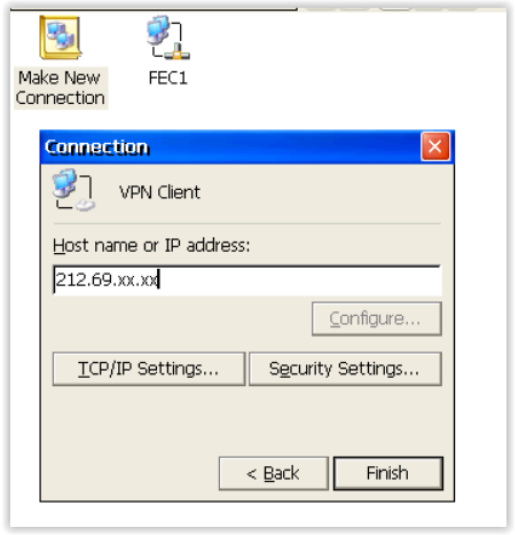 Make New
Connection
FEC1
Connection
VPN Client
Host name or IP address:
212.69.xx.xx
Configure...
TCP/IP Settings...
Security Settings...
< Back
Finish